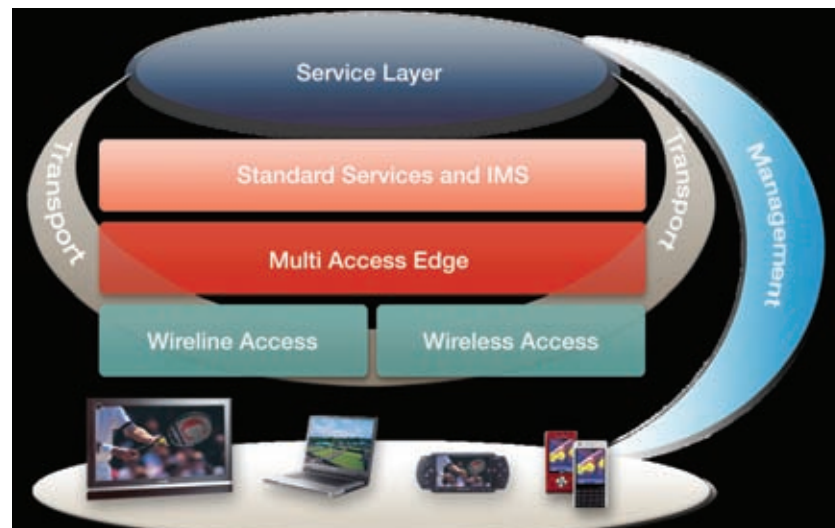 Service Layer
Transport
Transport
Management
Standard Services and IMS
Multi Access Edge
Wireline Access
Wireless Access